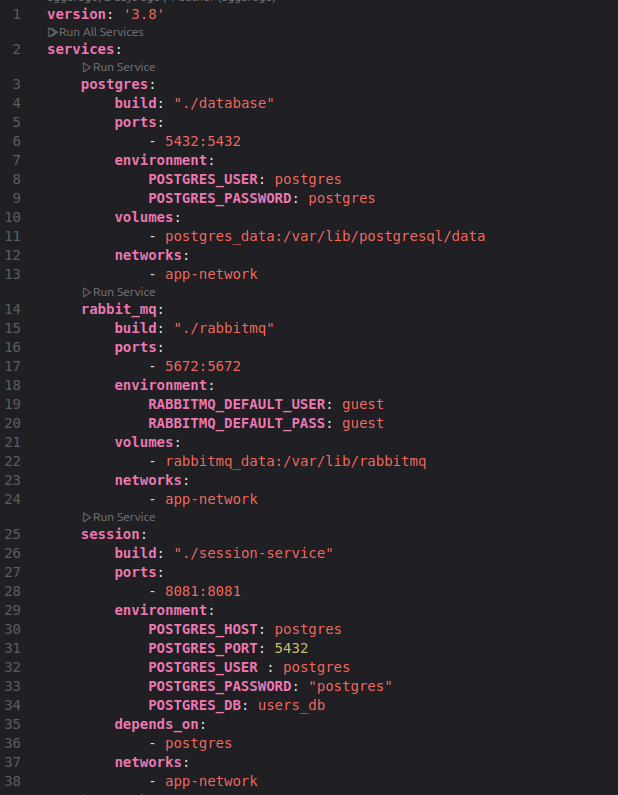 1 version: '3.8'
Run All Services
2 services:
Run Service
3 postgres:
4 build: "./database"
5 ports:
6 - 5432:5432
7 environment:
8 POSTGRES_USER: postgres
9 POSTGRES_PASSWORD: postgres
10 volumes:
11 - postgres_data:/var/lib/postgresql/data
12 networks:
13 - app-network
Run Service
14 rabbit_mq:
15 build: "./rabbitmq"
16 ports:
17 - 5672:5672
18 environment:
19 RABBITMQ_DEFAULT_USER: guest
20 RABBITMQ_DEFAULT_PASS: guest
21 volumes:
22 - rabbitmq_data:/var/lib/rabbitmq
23 networks:
24 - app-network
Run Service
25 session:
26 build: "./session-service"
27 ports:
28 - 8081:8081
29 environment:
30 POSTGRES_HOST: postgres
31 POSTGRES_PORT: 5432
32 POSTGRES_USER : postgres
33 POSTGRES_PASSWORD: "postgres"
34 POSTGRES_DB: users_db
35 depends_on:
36 - postgres
37 networks:
38 - app-network